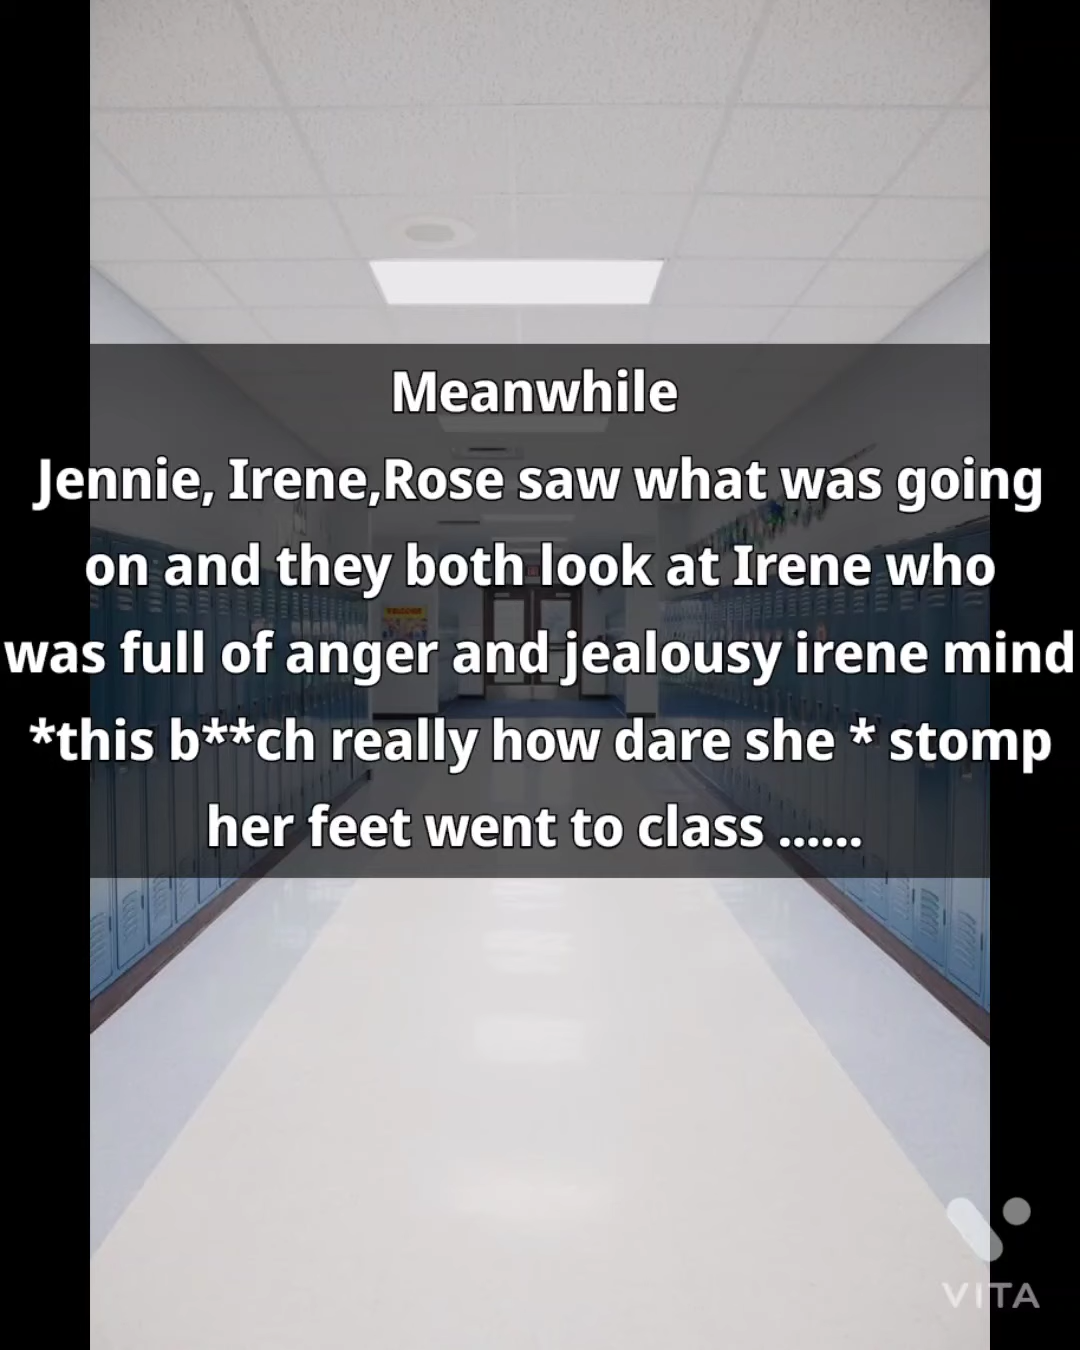 Meanwhile
Jennie, Irene,Rose saw what was going
on and they both look at Irene who
was full of anger and jealousy irene mind
*this b**ch really how dare she * stomp
her feet went to class ......
WELCOME
VITA